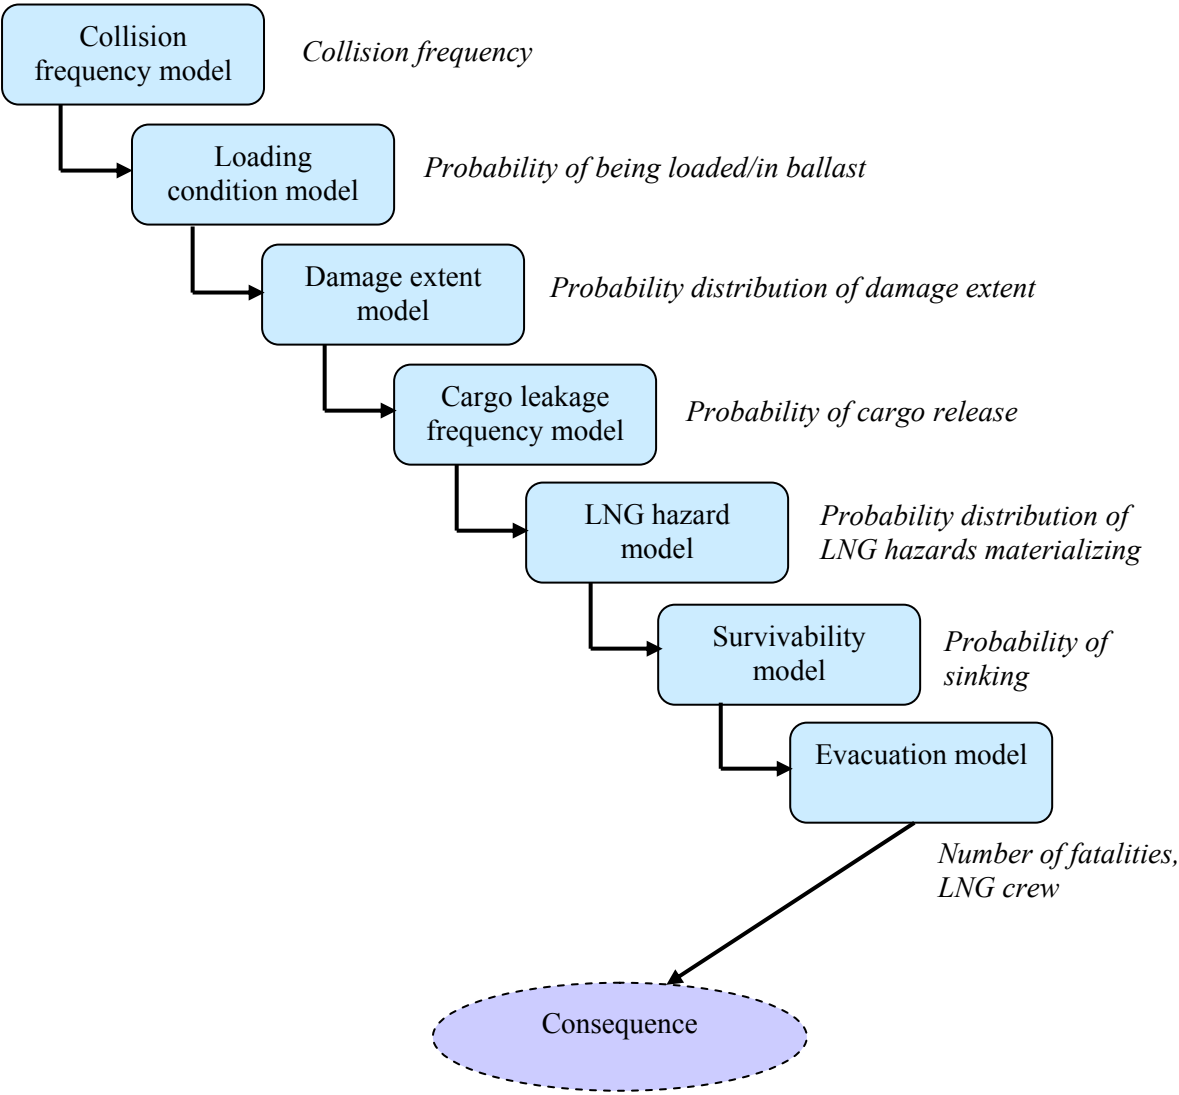 Collision
frequency model
Collision frequency
Loading
condition model
Probability of being loaded/in ballast
Damage extent
model
Probability distribution of damage extent
Cargo leakage
frequency model
Probability of cargo release
LNG hazard
model
Probability distribution of
LNG hazards materializing
Survivability
model
Probability of
sinking
Evacuation model
Number of fatalities,
LNG crew
Consequence